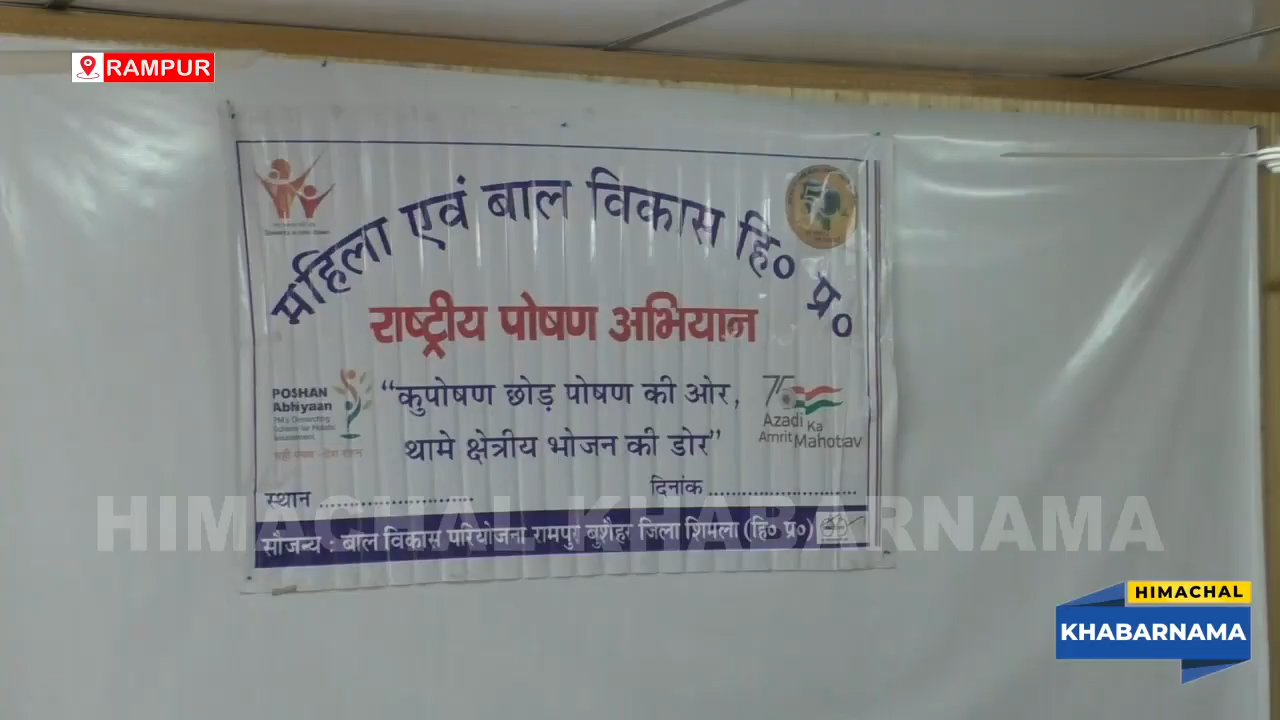 RAMPUR
महिला एवं बाल विकास हि० प्र०
राष्ट्रीय पोषण अभियान
POSHAN
Abhiyaan
PM's Overarching
Scheme for Holistic
Nourishment
सही पोषण - देश रोशन
"कुपोषण छोड़ पोषण की ओर,
थामे क्षेत्रीय भोजन की डोर"
75
Azadi Ka
Amrit Mahotsav
स्थान ........................
दिनांक ........................
सौजन्य : बाल विकास परियोजना रामपुर बुशैहर जिला शिमला (हि० प्र०)
HIMACHAL KHABARNAMA
HIMACHAL
KHABARNAMA